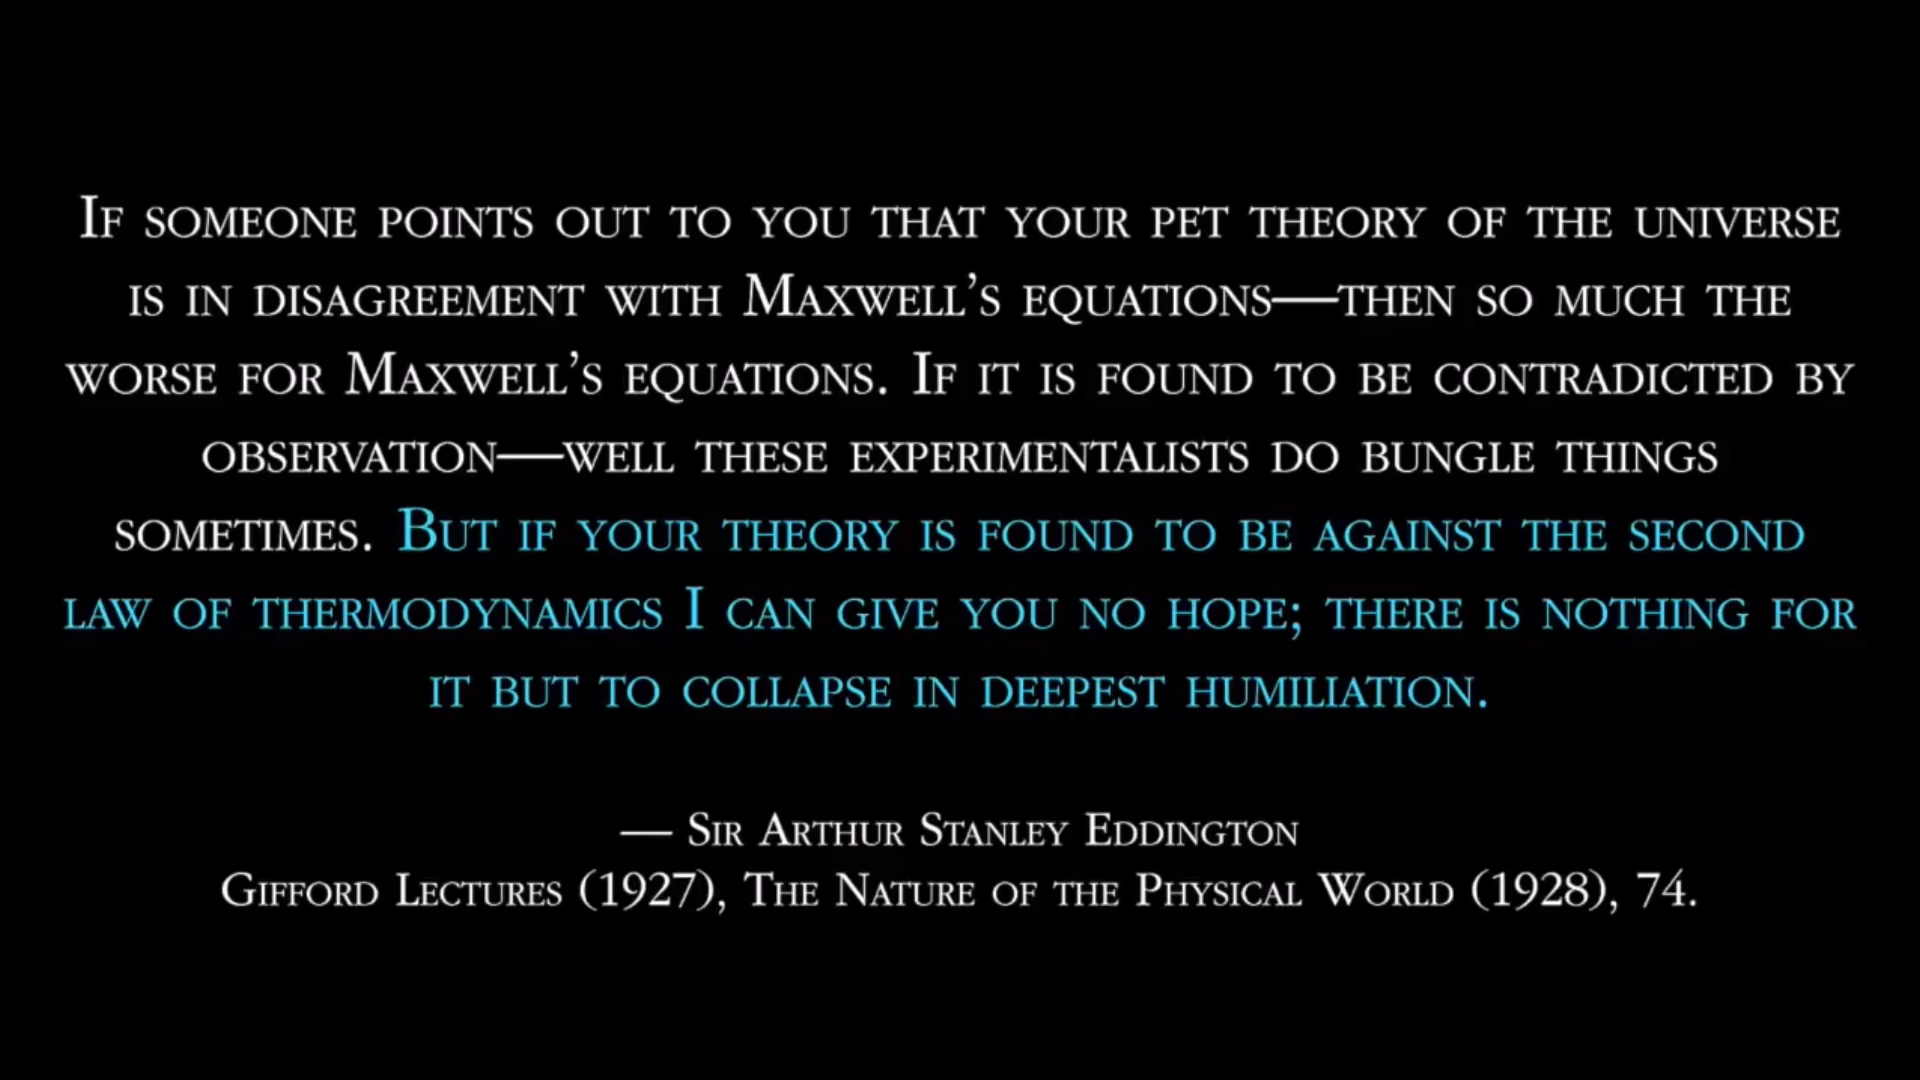 If someone points out to you that your pet theory of the universe
is in disagreement with Maxwell’s equations—then so much the
worse for Maxwell’s equations. If it is found to be contradicted by
observation—well these experimentalists do bungle things
sometimes. But if your theory is found to be against the second
law of thermodynamics I can give you no hope; there is nothing for
it but to collapse in deepest humiliation.
— Sir Arthur Stanley Eddington
Gifford Lectures (1927), The Nature of the Physical World (1928), 74.